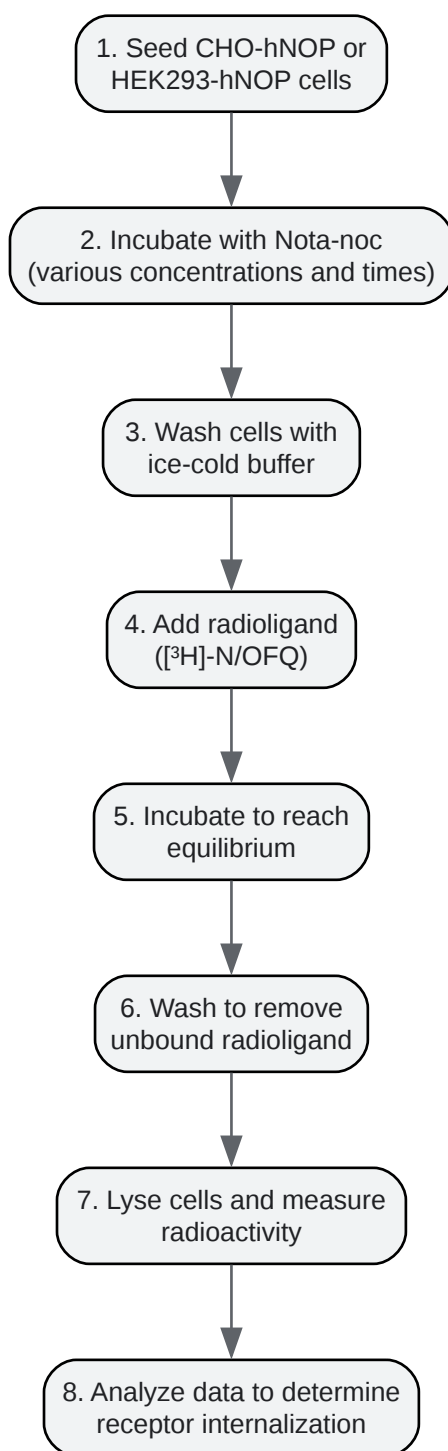 1. Seed CHO-hNOP or
HEK293-hNOP cells
2. Incubate with Nota-noc
(various concentrations and times)
3. Wash cells with
ice-cold buffer
4. Add radioligand
([³H]-N/OFQ)
5. Incubate to reach
equilibrium
6. Wash to remove
unbound radioligand
7. Lyse cells and measure
radioactivity
8. Analyze data to determine
receptor internalization